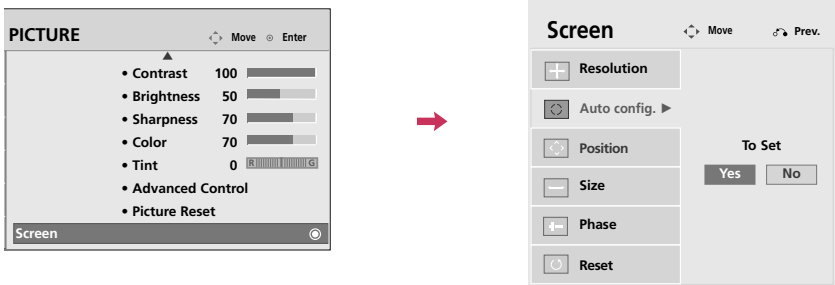 PICTURE
Move
Enter
• Contrast 100
• Brightness 50
• Sharpness 70
• Color 70
• Tint 0 R G
• Advanced Control
• Picture Reset
Screen
Screen
Move
Prev.
Resolution
Auto config. ►
Position
Size
Phase
Reset
To Set
Yes No